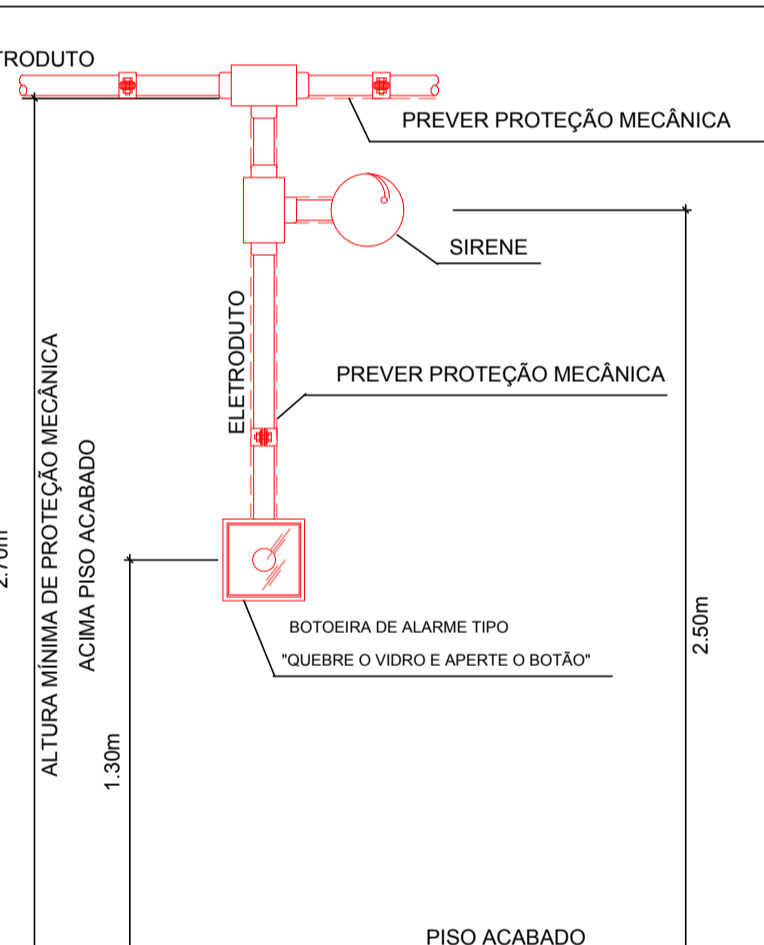 TRODUTO
PREVER PROTEÇÃO MECÂNICA
SIRENE
ELETRODUTO
PREVER PROTEÇÃO MECÂNICA
ALTURA MÍNIMA DE PROTEÇÃO MECÂNICA
ACIMA PISO ACABADO
BOTOEIRA DE ALARME TIPO
"QUEBRE O VIDRO E APERTE O BOTÃO"
2.50m
1.30m
PISO ACABADO